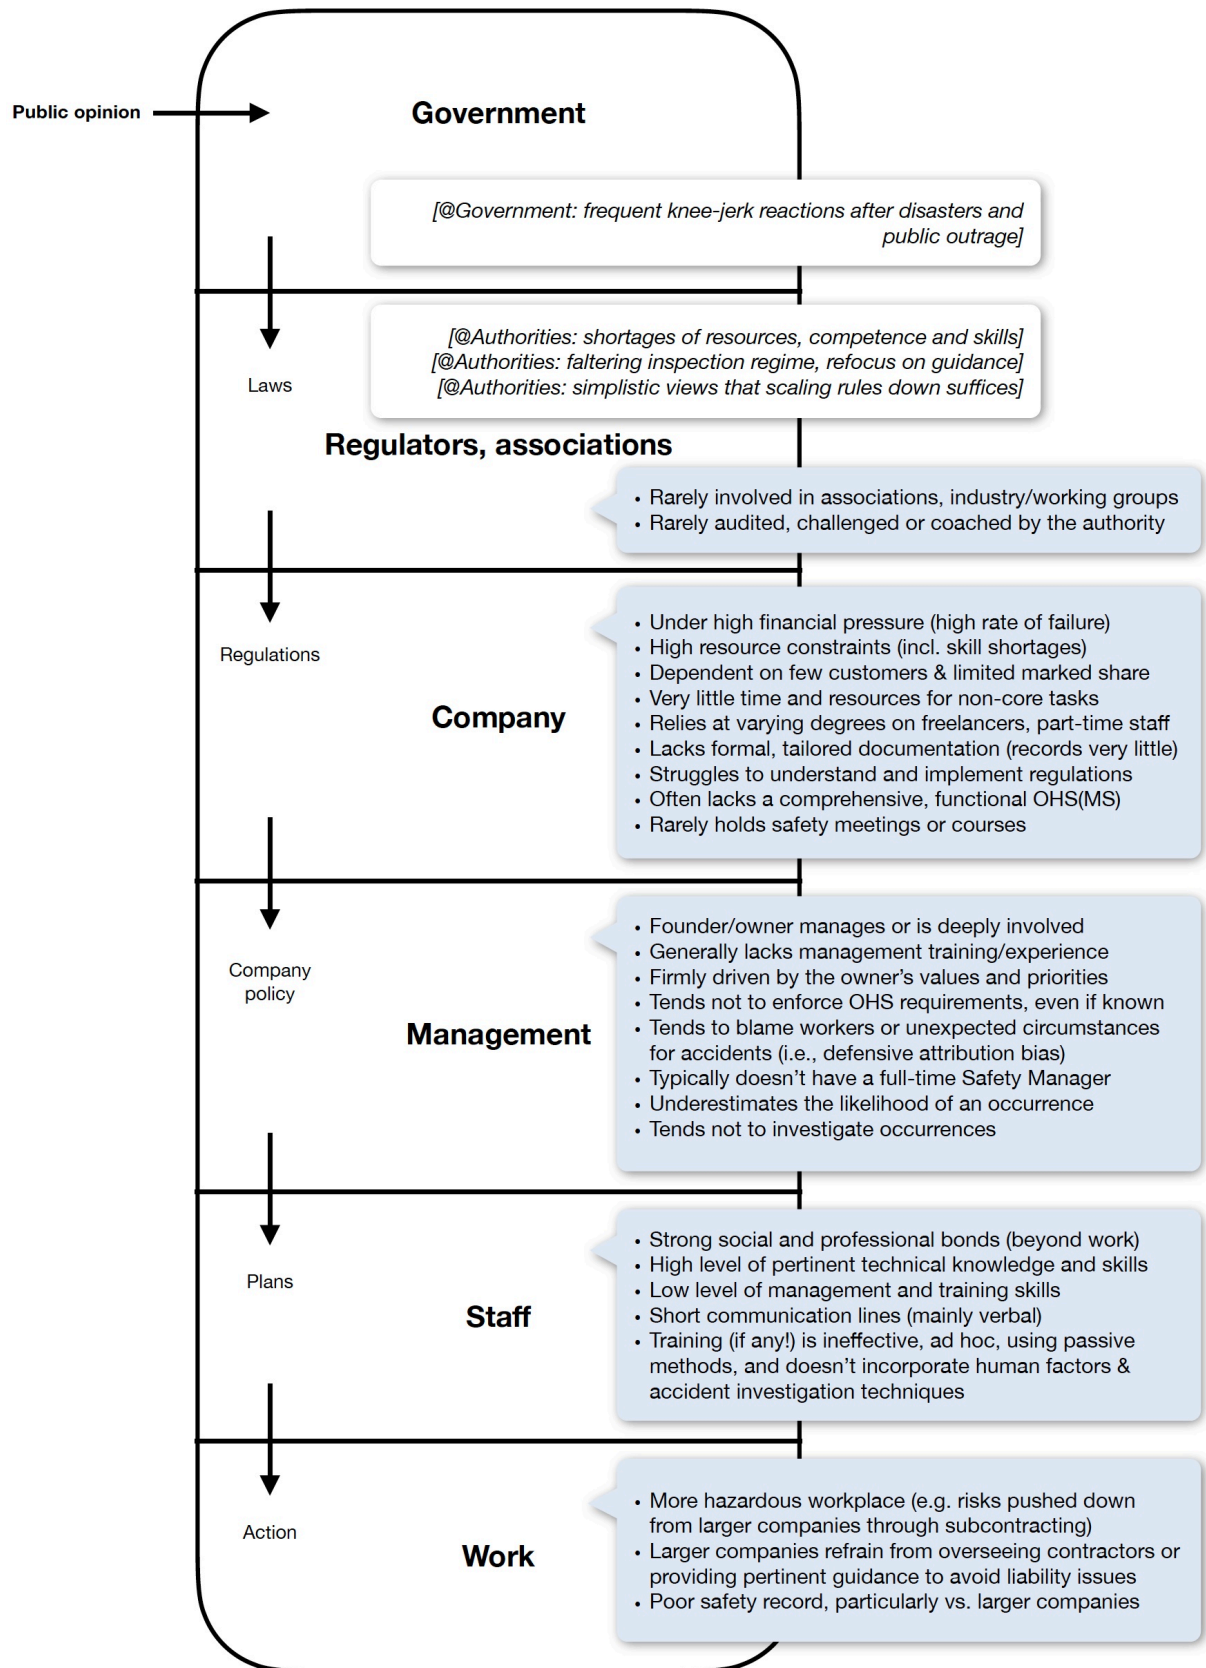 Public opinion
Government
[@Government: frequent knee-jerk reactions after disasters and
public outrage]
[@Authorities: shortages of resources, competence and skills]
[@Authorities: faltering inspection regime, refocus on guidance]
[@Authorities: simplistic views that scaling rules down suffices]
Laws
Regulators, associations
• Rarely involved in associations, industry/working groups
• Rarely audited, challenged or coached by the authority
Regulations
Company
• Under high financial pressure (high rate of failure)
• High resource constraints (incl. skill shortages)
• Dependent on few customers & limited marked share
• Very little time and resources for non-core tasks
• Relies at varying degrees on freelancers, part-time staff
• Lacks formal, tailored documentation (records very little)
• Struggles to understand and implement regulations
• Often lacks a comprehensive, functional OHS(MS)
• Rarely holds safety meetings or courses
Company
policy
Management
• Founder/owner manages or is deeply involved
• Generally lacks management training/experience
• Firmly driven by the owner's values and priorities
• Tends not to enforce OHS requirements, even if known
• Tends to blame workers or unexpected circumstances
for accidents (i.e., defensive attribution bias)
• Typically doesn't have a full-time Safety Manager
• Underestimates the likelihood of an occurrence
• Tends not to investigate occurrences
Plans
Staff
• Strong social and professional bonds (beyond work)
• High level of pertinent technical knowledge and skills
• Low level of management and training skills
• Short communication lines (mainly verbal)
• Training (if any!) is ineffective, ad hoc, using passive
methods, and doesn't incorporate human factors &
accident investigation techniques
Action
Work
• More hazardous workplace (e.g. risks pushed down
from larger companies through subcontracting)
• Larger companies refrain from overseeing contractors or
providing pertinent guidance to avoid liability issues
• Poor safety record, particularly vs. larger companies